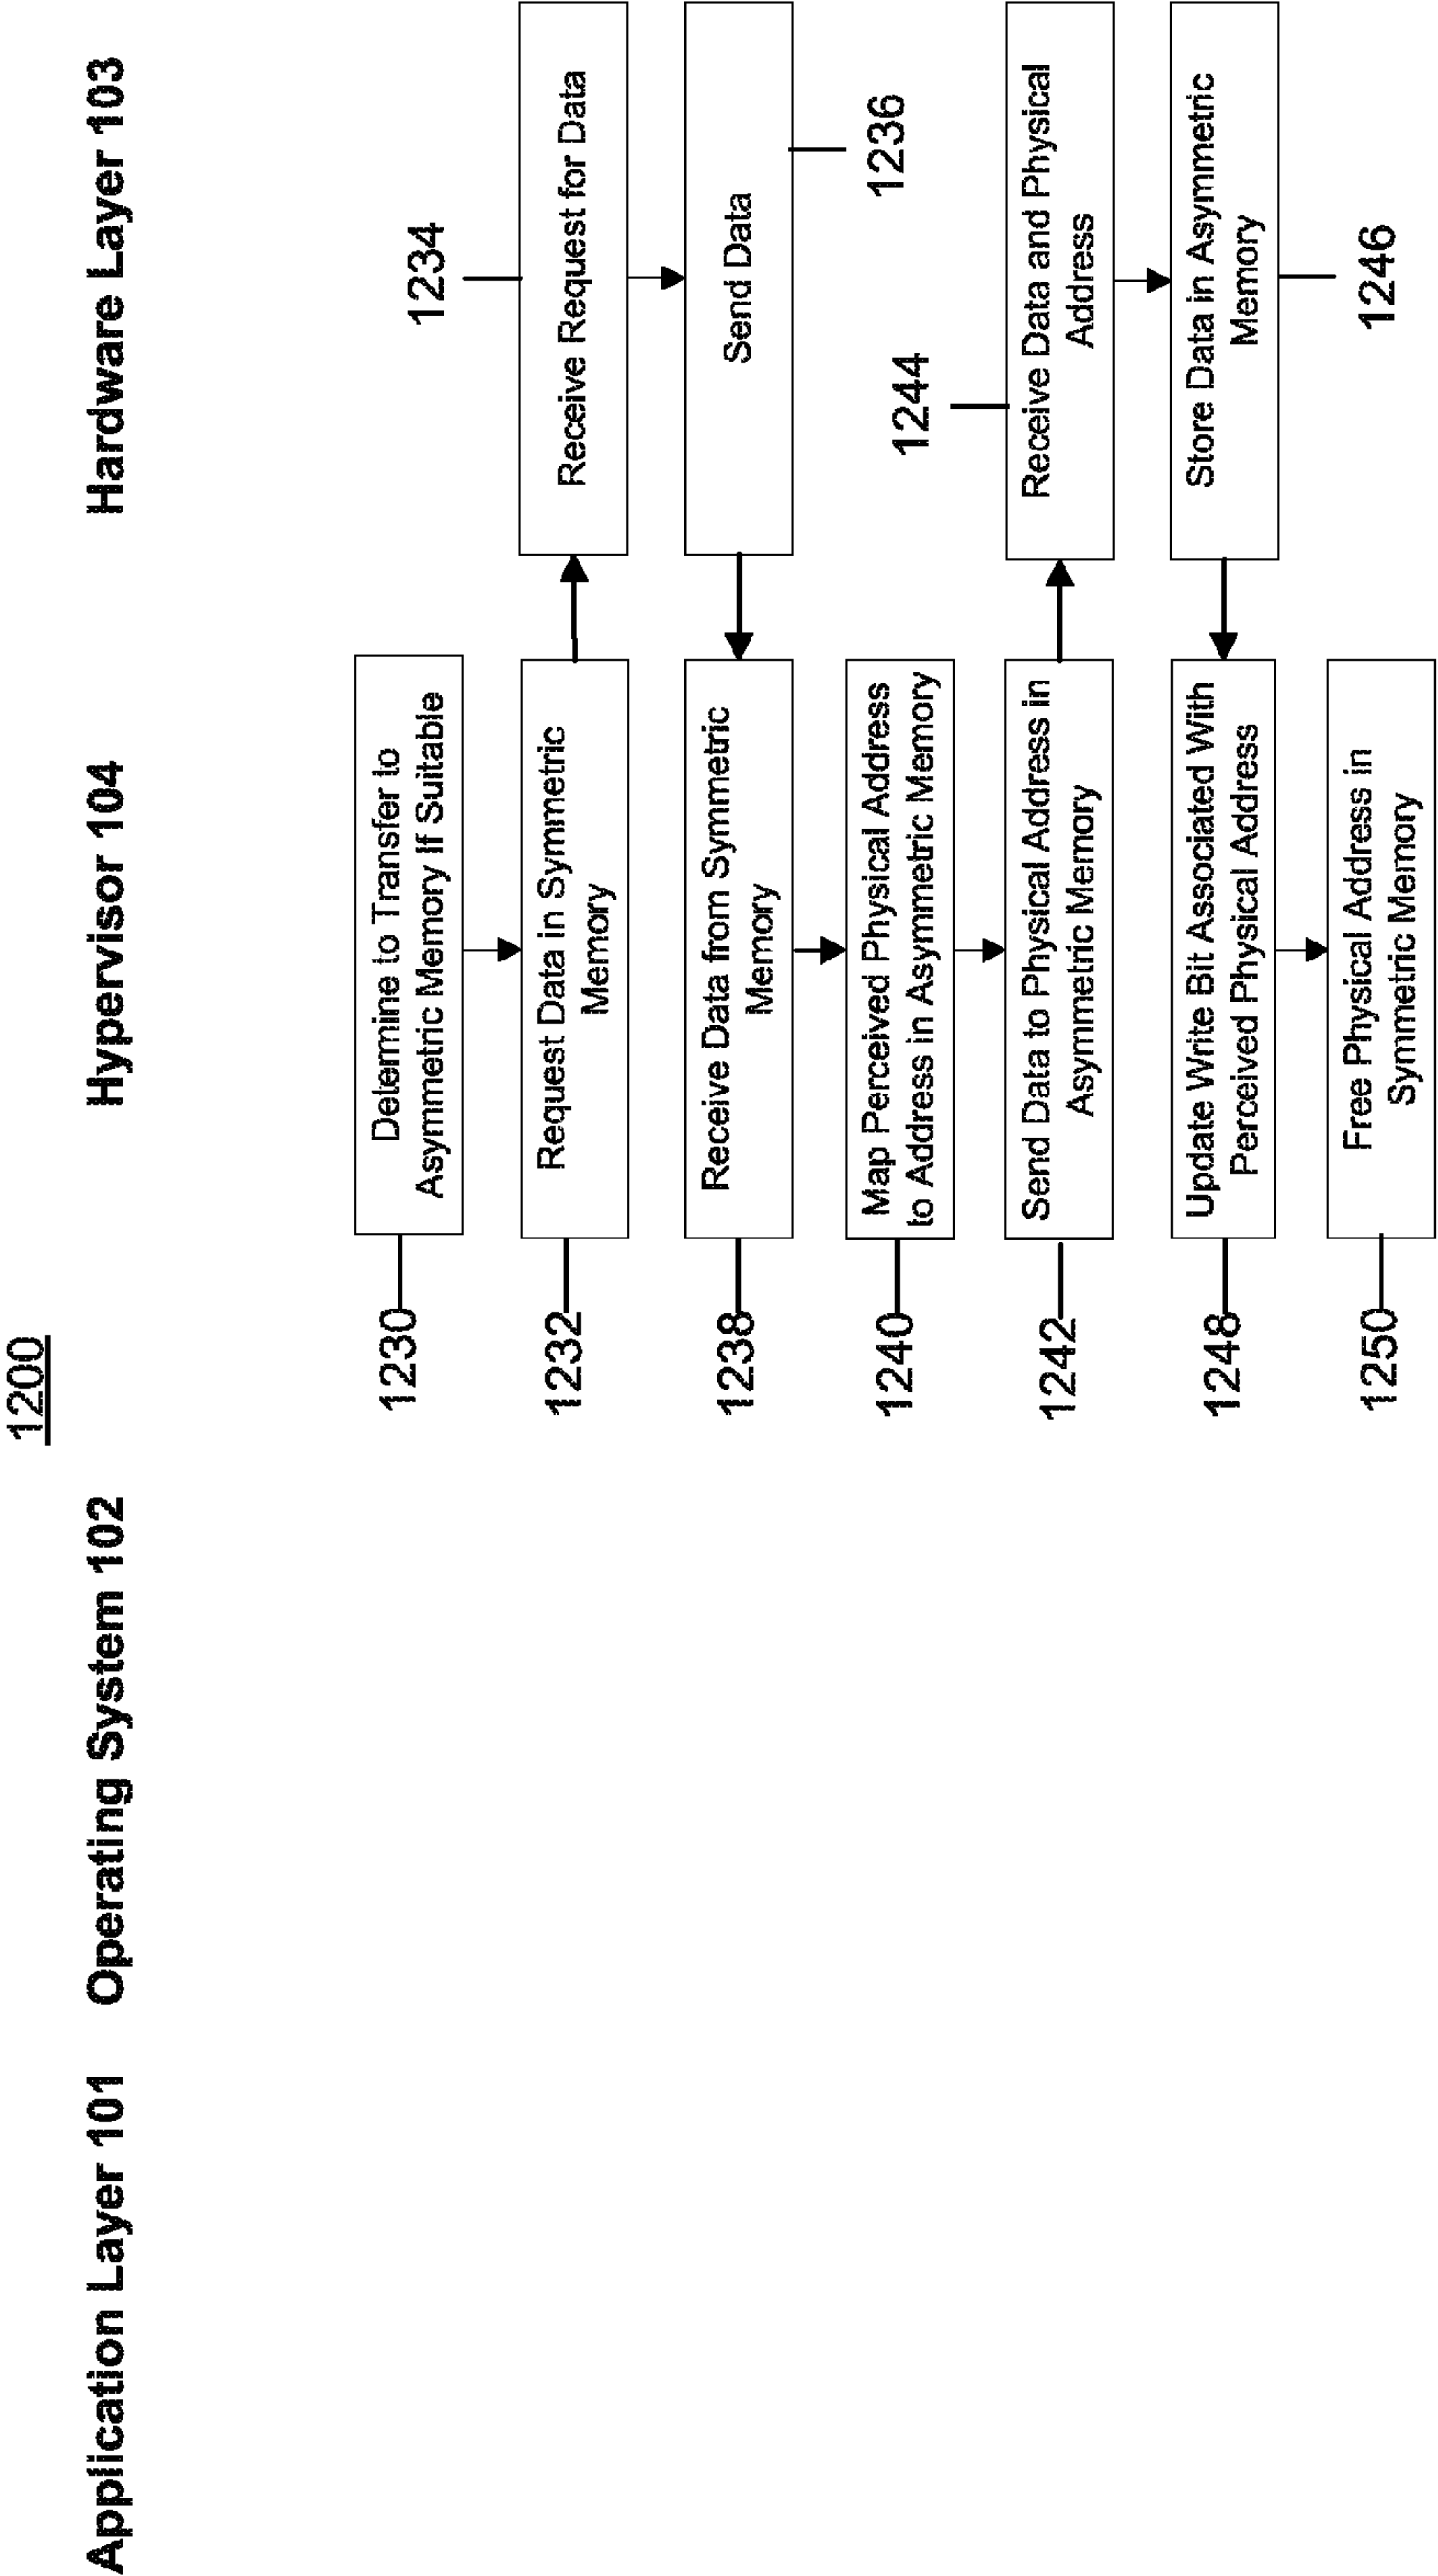 1200
Application Layer 101
Operating System 102
Hypervisor 104
Hardware Layer 103
1230
Determine to Transfer to
Asymmetric Memory If Suitable
1232
Request Data in Symmetric
Memory
1234
Receive Request for Data
Send Data
1236
1238
Receive Data from Symmetric
Memory
1240
Map Perceived Physical Address
to Address in Asymmetric Memory
1242
Send Data to Physical Address in
Asymmetric Memory
1244
Receive Data and Physical
Address
Store Data in Asymmetric
Memory
1246
1248
Update Write Bit Associated With
Perceived Physical Address
1250
Free Physical Address in
Symmetric Memory